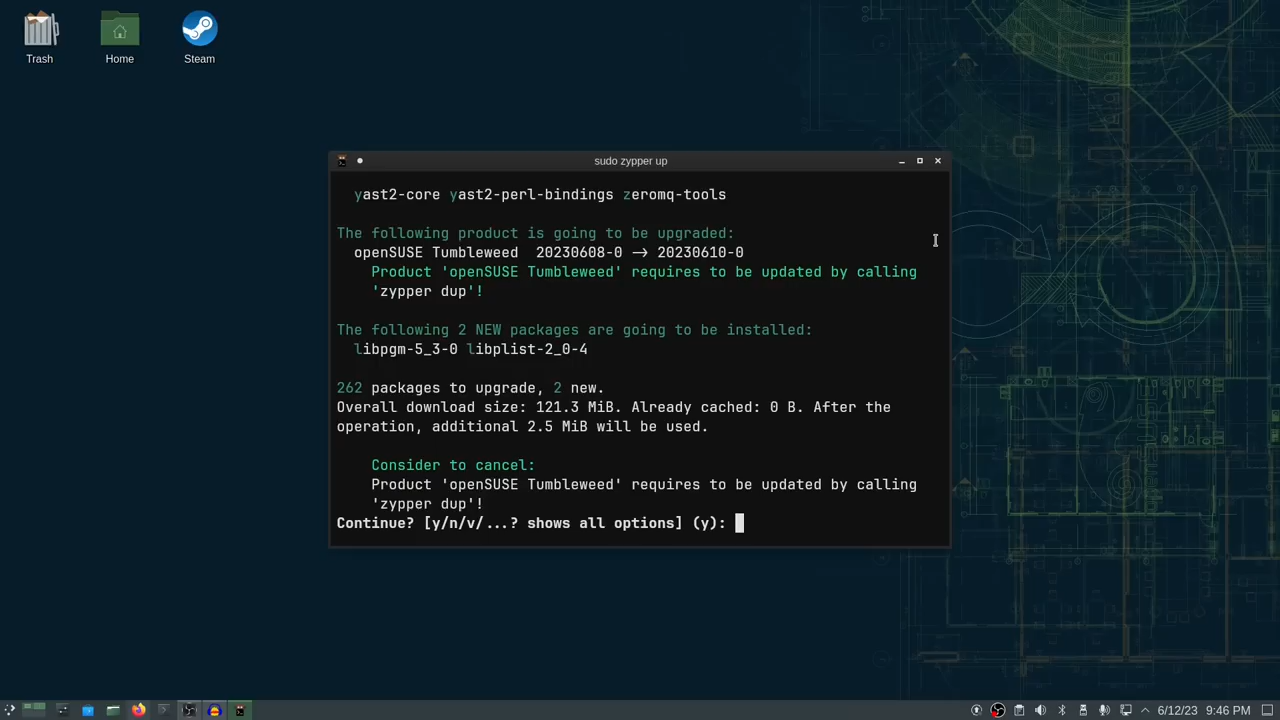 Trash
Home
Steam
sudo zypper up
yast2-core yast2-perl-bindings zeromq-tools
The following product is going to be upgraded:
openSUSE Tumbleweed  20230608-0 -> 20230610-0
Product 'openSUSE Tumbleweed' requires to be updated by calling
'zypper dup'!
The following 2 NEW packages are going to be installed:
libpgm-5_3-0 libplist-2_0-4
262 packages to upgrade, 2 new.
Overall download size: 121.3 MiB. Already cached: 0 B. After the
operation, additional 2.5 MiB will be used.
Consider to cancel:
Product 'openSUSE Tumbleweed' requires to be updated by calling
'zypper dup'!
Continue? [y/n/v/...? shows all options] (y):
6/12/23 9:46 PM